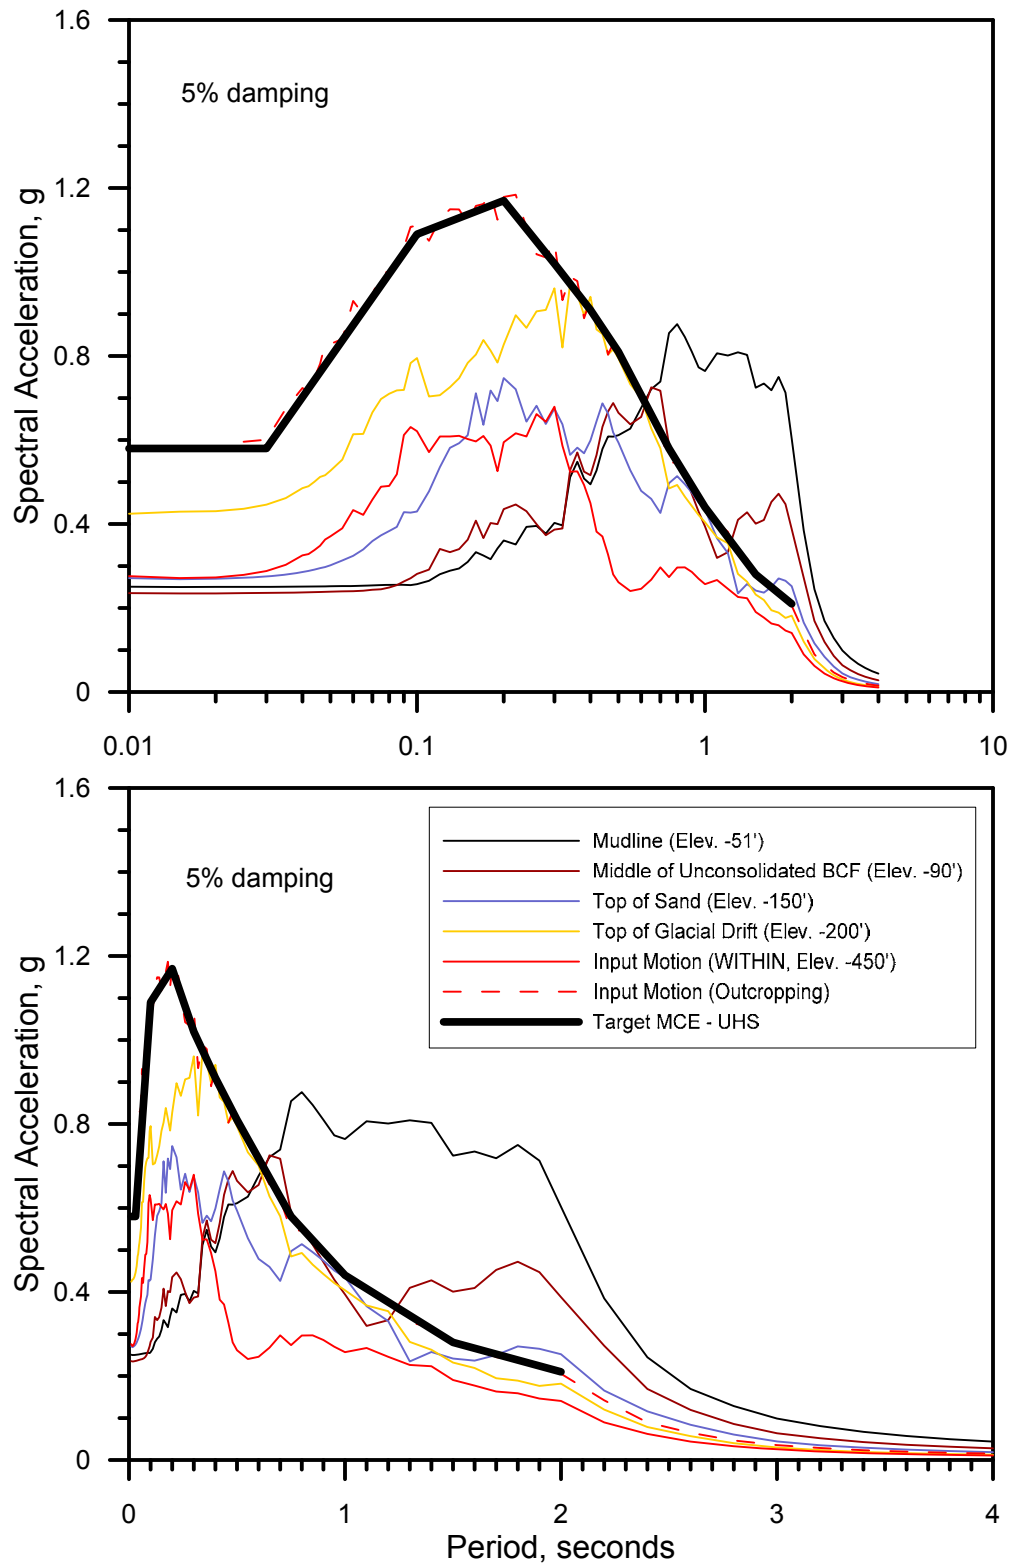 1.6
5% damping
1.2
Spectral Acceleration, g
0.8
0.4
0
0.01 0.1 1 10
1.6
Mudline (Elev. -51')
Middle of Unconsolidated BCF (Elev. -90')
5% damping
Top of Sand (Elev. -150')
Top of Glacial Drift (Elev. -200')
1.2
Input Motion (WITHIN, Elev. -450')
Input Motion (Outcropping)
Target MCE - UHS
Spectral Acceleration, g
0.8
0.4
0
0 1 2 3 4
Period, seconds